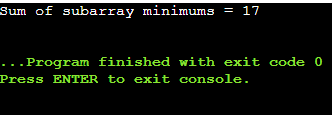 Sum of subarray minimums = 17
...Program finished with exit code 0
Press ENTER to exit console.